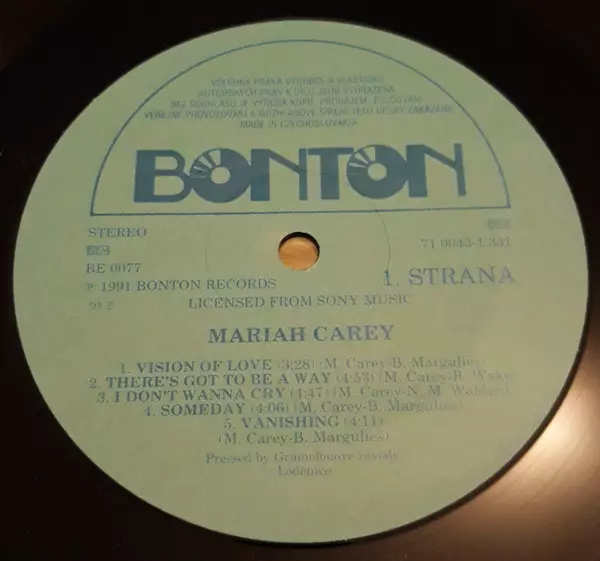 VŠECHNA PRÁVA VÝROBCE A VLASTNÍKŮ
AUTORSKÝCH PRÁV K DÍLU JSOU VYHRAZENA
BEZ SOUHLASU JE VÝROBA KOPIÍ, PRONÁJEM, PŮJČOVÁNÍ
VEŘEJNÉ PROVOZOVÁNÍ A ROZHLASOVÉ ŠÍŘENÍ TÉTO DESKY ZAKÁZÁNO
MADE IN CZECHOSLOVAKIA
BONTON
STEREO
BE 0077
71 0043-1 331
℗ 1991 BONTON RECORDS
1. STRANA
91 2
LICENSED FROM SONY MUSIC
MARIAH CAREY
1. VISION OF LOVE (3:28) (M. Carey-B. Margulies)
2. THERE'S GOT TO BE A WAY (4:53) (M. Carey-R. Wake)
3. I DON'T WANNA CRY (4:47) (M. Carey-N. M. Walden)
4. SOMEDAY (4:06) (M. Carey-B. Margulies)
5. VANISHING (4:11)
(M. Carey-B. Margulies)
Pressed by Gramofonové závody
Loděnice